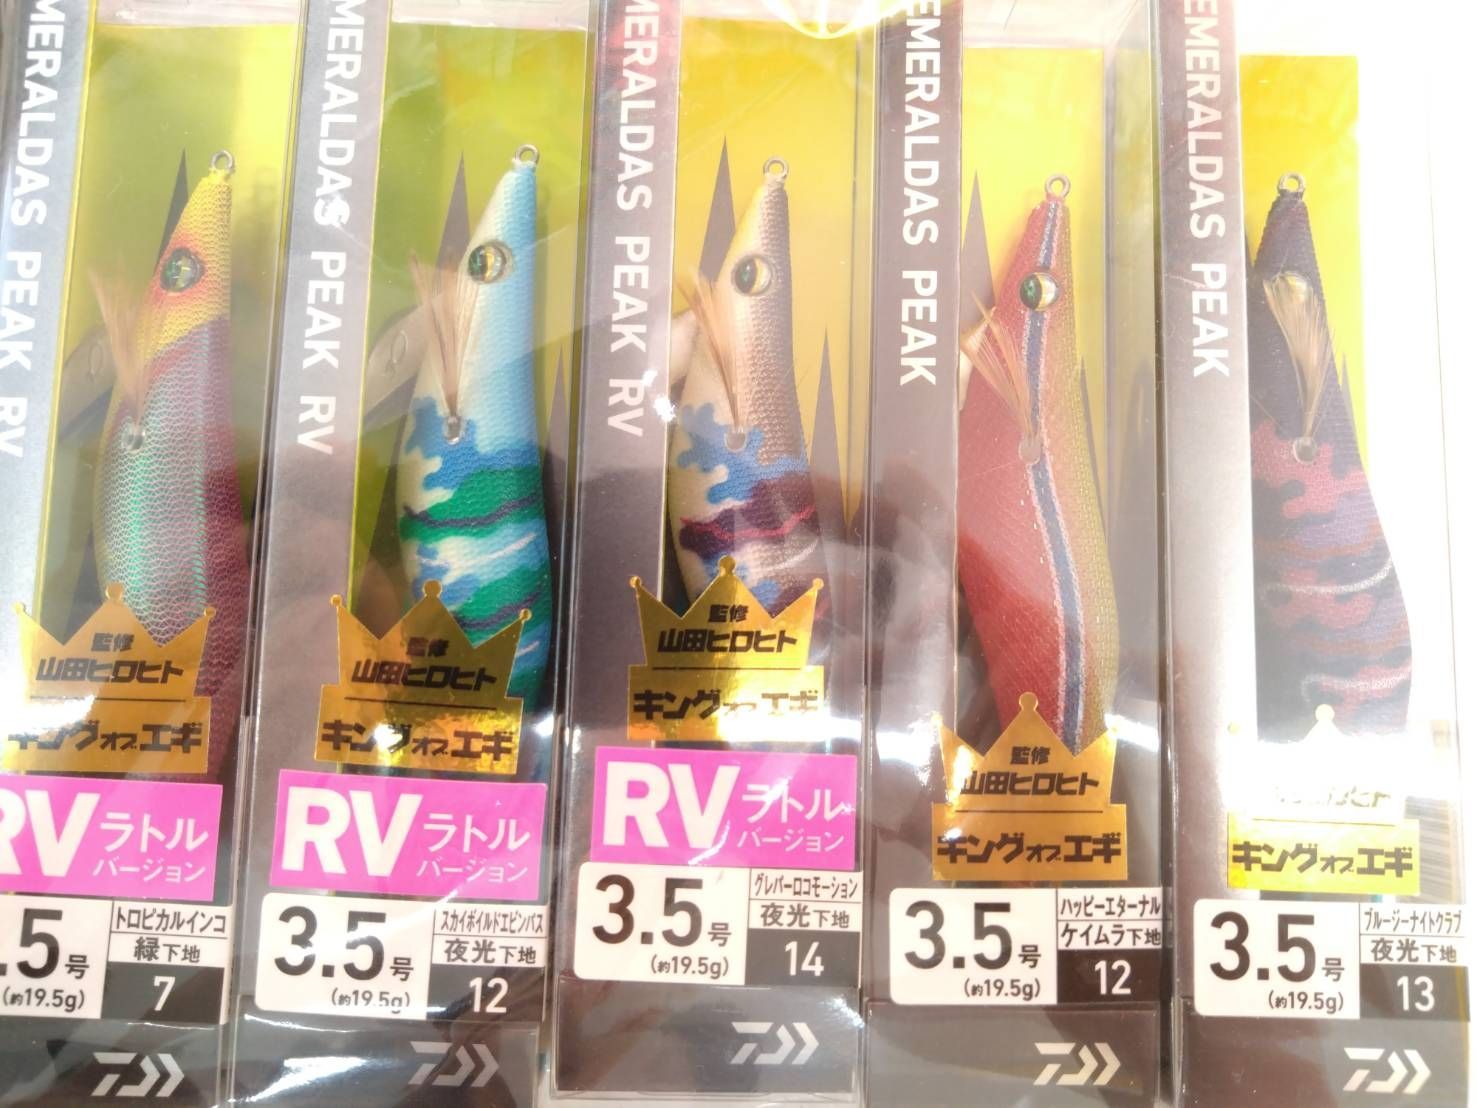 EMERALDAS PEAK RV
監修
山田ヒロヒト
キングオブエギ
RV ラトル
バージョン
.5号
(約19.5g)
トロピカルインコ
緑下地
7
MERALDAS PEAK RV
監修
山田ヒロヒト
キングオブエギ
RV ラトル
バージョン
3.5号
(約19.5g)
スカイボイルドエビンバス
夜光下地
12
EMERALDAS PEAK RV
監修
山田ヒロヒト
キングオブエギ
RV ラトル
バージョン
3.5号
(約19.5g)
グレパーロコモーション
夜光下地
14
EMERALDAS PEAK
監修
山田ヒロヒト
キングオブエギ
3.5号
(約19.5g)
ハッピーエターナル
ケイムラ下地
12
EMERALDAS PEAK
キングオブエギ
3.5号
(約19.5g)
ブルージーナイトクラブ
夜光下地
13